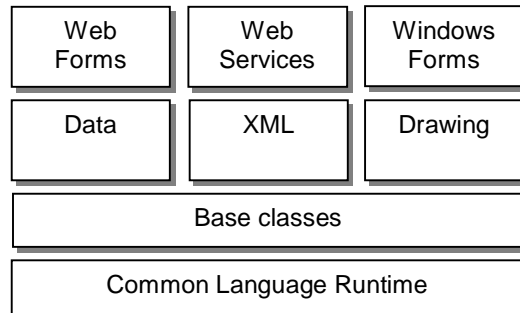 Web
Forms
Web
Services
Windows
Forms
Data
XML
Drawing
Base classes
Common Language Runtime